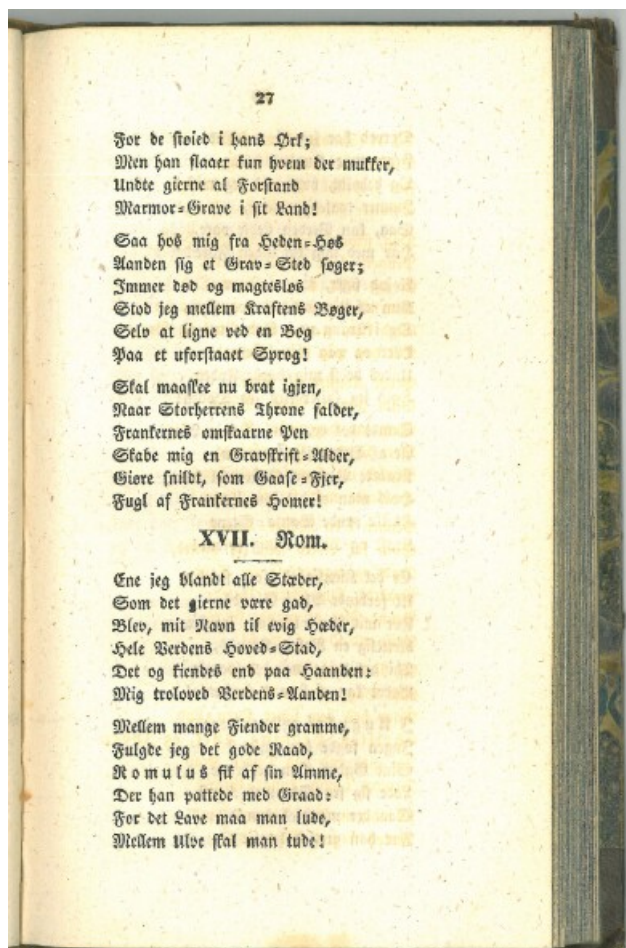 27
For de støied i hans Ørk;
Men han slaaer kun hvem der mukker,
Undte gierne al Forstand
Marmor-Grave i sit Land!
Saa hos mig fra Heden-Høs
Aanden sig et Grav-Sted søger;
Immer død og magtesløs
Stod jeg mellem Kraftens Bøger,
Selv at ligne ved en Bog
Paa et uforstaaet Sprog!
Skal maaskee nu brat igjen,
Naar Storherrens Throne falder,
Frankernes omskaarne Pen
Skabe mig en Gravskrift-Alder,
Giøre snildt, som Gaase-Fjer,
Fugl af Frankernes Homer!
XVII. Rom.
Ene jeg blandt alle Stæder,
Som det gierne være gad,
Blev, mit Navn til evig Hæder,
Hele Verdens Hoved-Stad,
Det og kiendes end paa Haanden:
Mig troloved Verdens-Aanden!
Mellem mange Fiender gramme,
Fulgde jeg det gode Raad,
Romulus fik af sin Amme,
Der han pattede med Graad:
For det Lave maa man lude,
Mellem Ulve skal man tude!